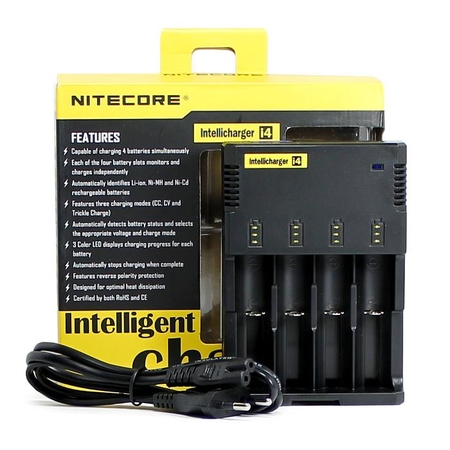 NITECORE®
FEATURES
Intellicharger i4
Capable of charging 4 batteries simultaneously
Each of the four battery slots monitors and
charges independently
Automatically identifies Li-ion, Ni-MH and Ni-Cd
rechargeable batteries
Features three charging modes (CC, CV and
Trickle Charge)
Automatically detects battery status and selects
the appropriate voltage and charge mode
3 Color LED displays charging progress for each
battery
Automatically stops charging when complete
Features reverse polarity protection
Designed for optimal heat dissipation
Certified by both RoHS and CE
Intellicharger i4
Intelligent